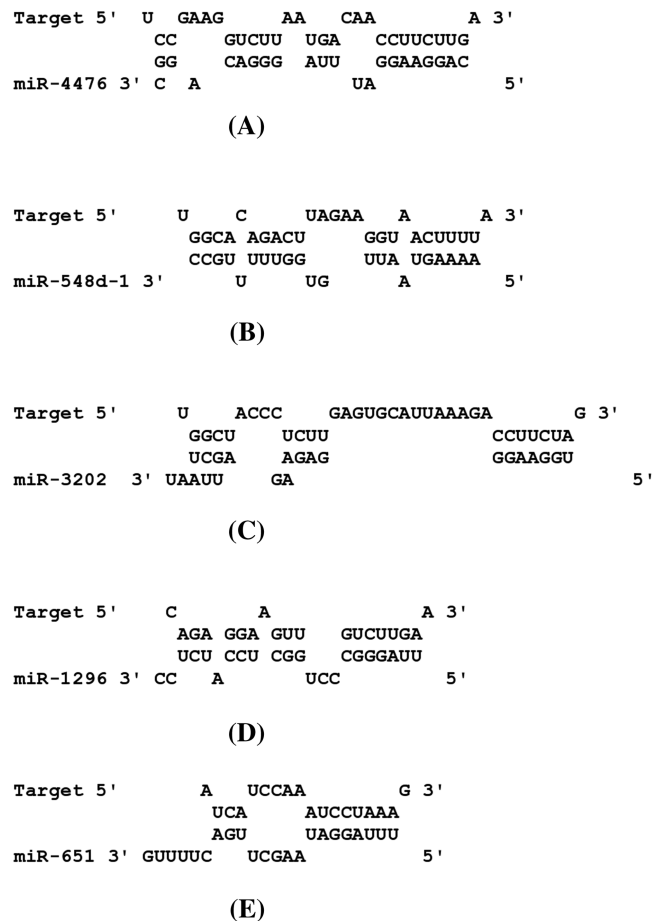 Target 5' U GAAG AA CAA A 3'
CC GUCUU UGA CCUUCUUG
GG CAGGG AUU GGAAGGAC
miR-4476 3' C A UA 5'
(A)
Target 5' U C UAGAA A A 3'
GGCA AGACU GGU ACUUUU
CCGU UUUGG UUA UGAAAA
miR-548d-1 3' U UG A 5'
(B)
Target 5' U ACCC GAGUGCAUUAAAGA G 3'
GGCU UCUU CCUUCUA
UCGA AGAG GGAAGGU
miR-3202 3' UAAUU GA 5'
(C)
Target 5' C A A 3'
AGA GGA GUU GUCUUGA
UCU CCU CGG CGGGAUU
miR-1296 3' CC A UCC 5'
(D)
Target 5' A UCCAA G 3'
UCA AUCCUAAA
AGU UAGGAUUU
miR-651 3' GUUUUC UCGAA 5'
(E)